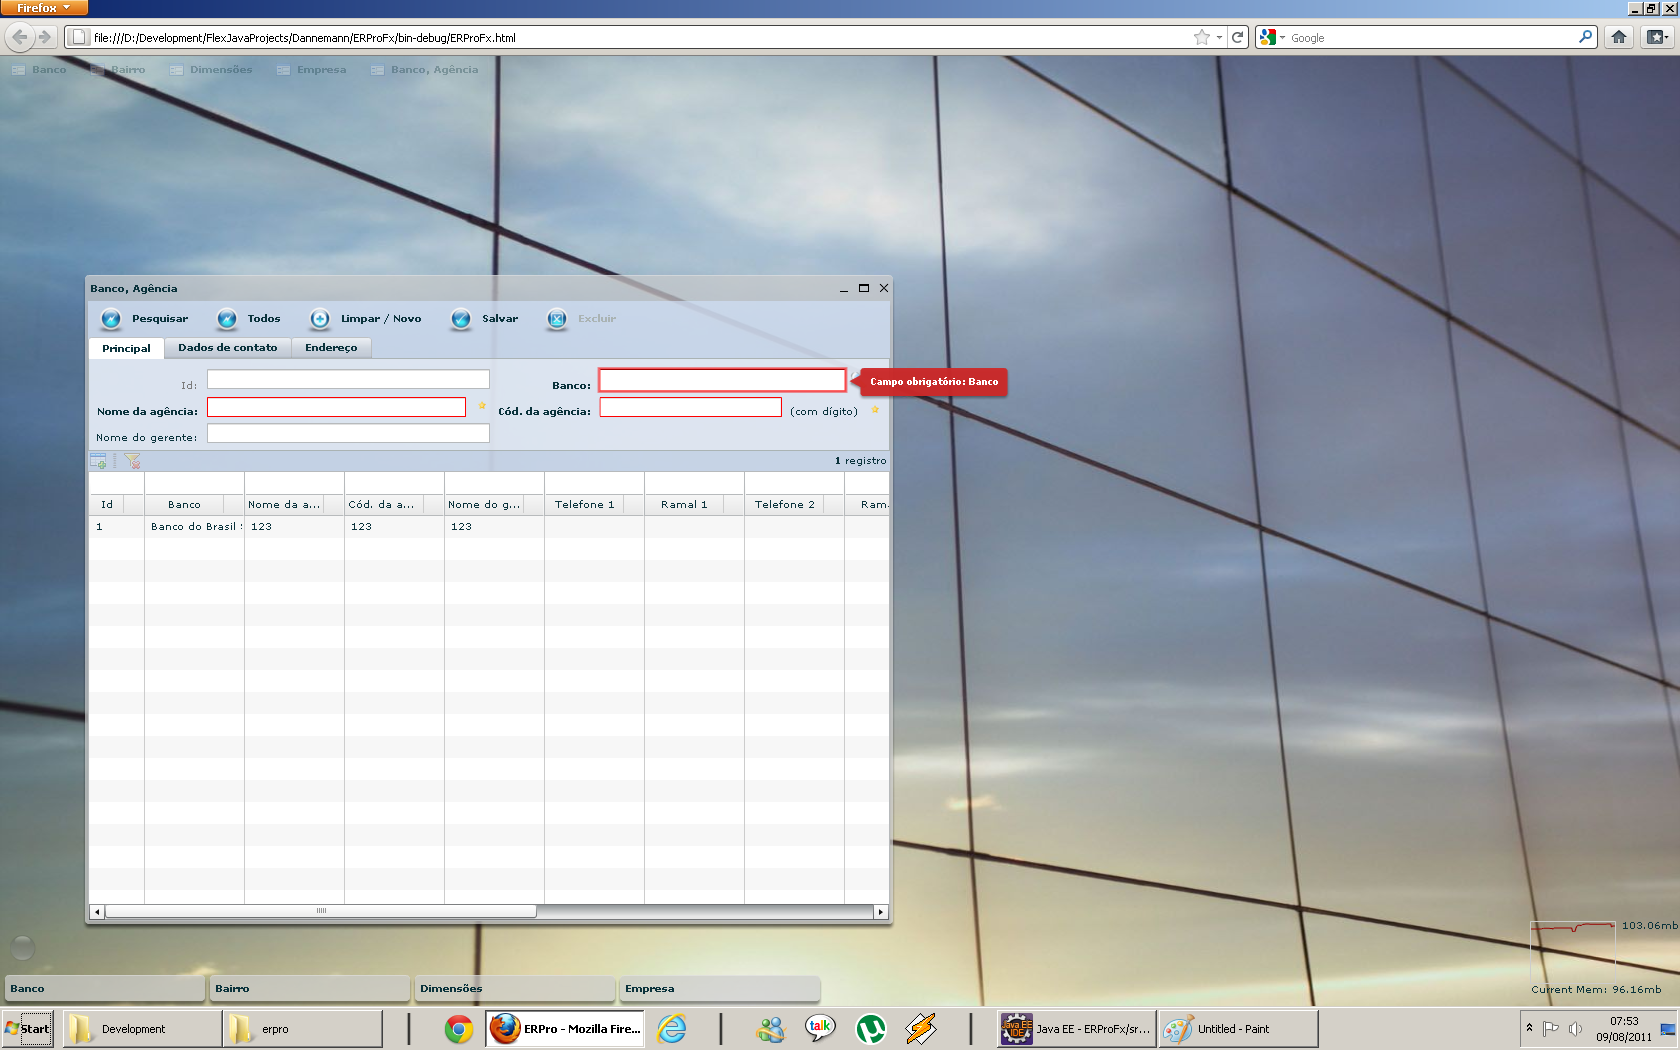 Firefox
file:///D:/Development/FlexJavaProjects/Dannemann/ERProFx/bin-debug/ERProFx.html
Google
Banco Bairro Dimensões Empresa Banco, Agência
Banco, Agência
Pesquisar Todos Limpar / Novo Salvar Excluir
Principal Dados de contato Endereço
Id: Banco: Campo obrigatório: Banco
Nome da agência: Cód. da agência: (com dígito)
Nome do gerente:
1 registro
Id Banco Nome da a... Cód. da a... Nome do g... Telefone 1 Ramal 1 Telefone 2 Ram
1 Banco do Brasil 123 123 123
103.06mb
Current Mem: 96.16mb
Banco Bairro Dimensões Empresa
Start Development erpro ERPro - Mozilla Fire... talk Java EE IDE Java EE - ERProFx/sr... Untitled - Paint 07:53
09/08/2011